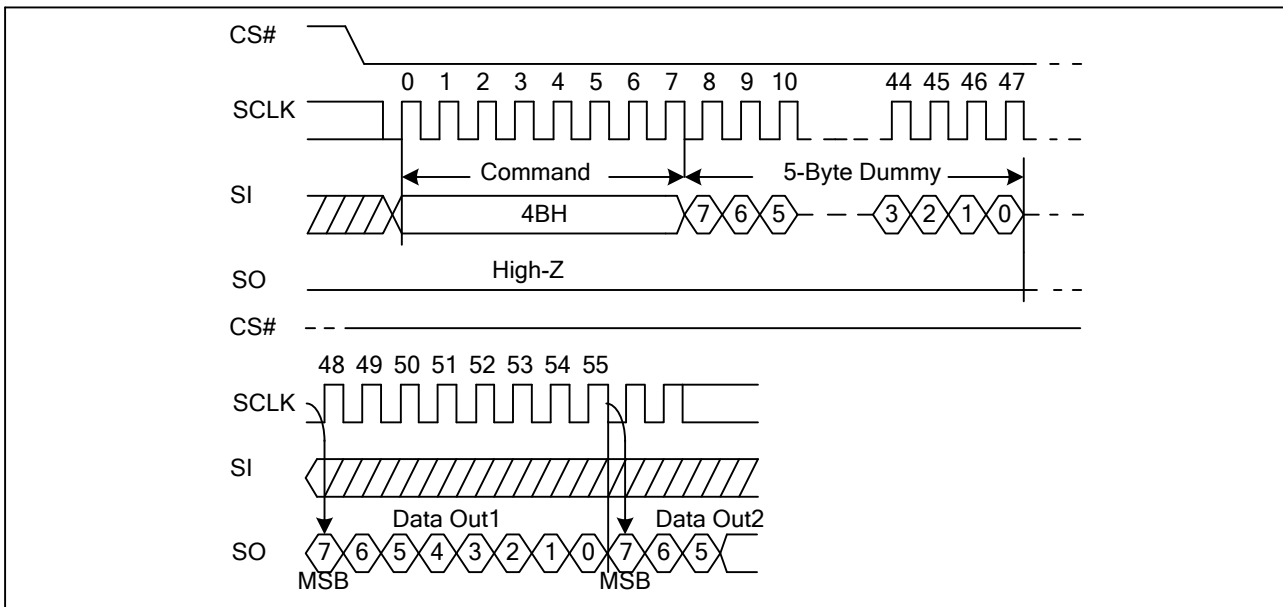 CS#
0 1 2 3 4 5 6 7 8 9 10 44 45 46 47
SCLK
Command 5-Byte Dummy
SI
4BH 7 6 5 3 2 1 0
High-Z
SO
CS#
48 49 50 51 52 53 54 55
SCLK
SI
Data Out1 Data Out2
SO 7 6 5 4 3 2 1 0 7 6 5
MSB MSB